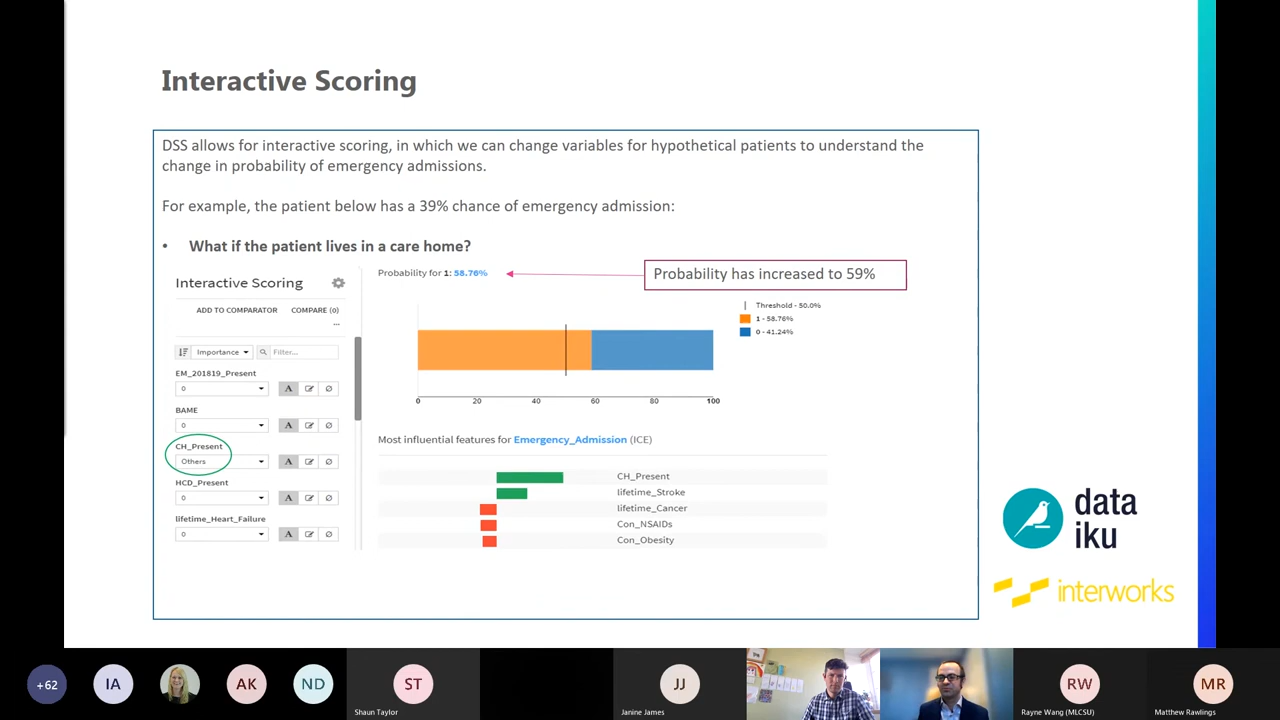 Interactive Scoring
DSS allows for interactive scoring, in which we can change variables for hypothetical patients to understand the
change in probability of emergency admissions.
For example, the patient below has a 39% chance of emergency admission:
• What if the patient lives in a care home?
Interactive Scoring
ADD TO COMPARATOR COMPARE (0)
...
Importance Filter...
EM_201819_Present
0 A
BAME
0 A
CH_Present
Others A
HCD_Present
0 A
lifetime_Heart_Failure
0 A
Probability for 1: 58.76%
Probability has increased to 59%
Threshold - 50.0%
1 - 58.76%
0 - 41.24%
0 20 40 60 80 100
Most influential features for Emergency_Admission (ICE)
CH_Present
lifetime_Stroke
lifetime_Cancer
Con_NSAIDs
Con_Obesity
data
iku
interworks
+62 IA AK ND ST JJ RW MR
Shaun Taylor Janine James Rayne Wang (MLCSU) Matthew Rawlings